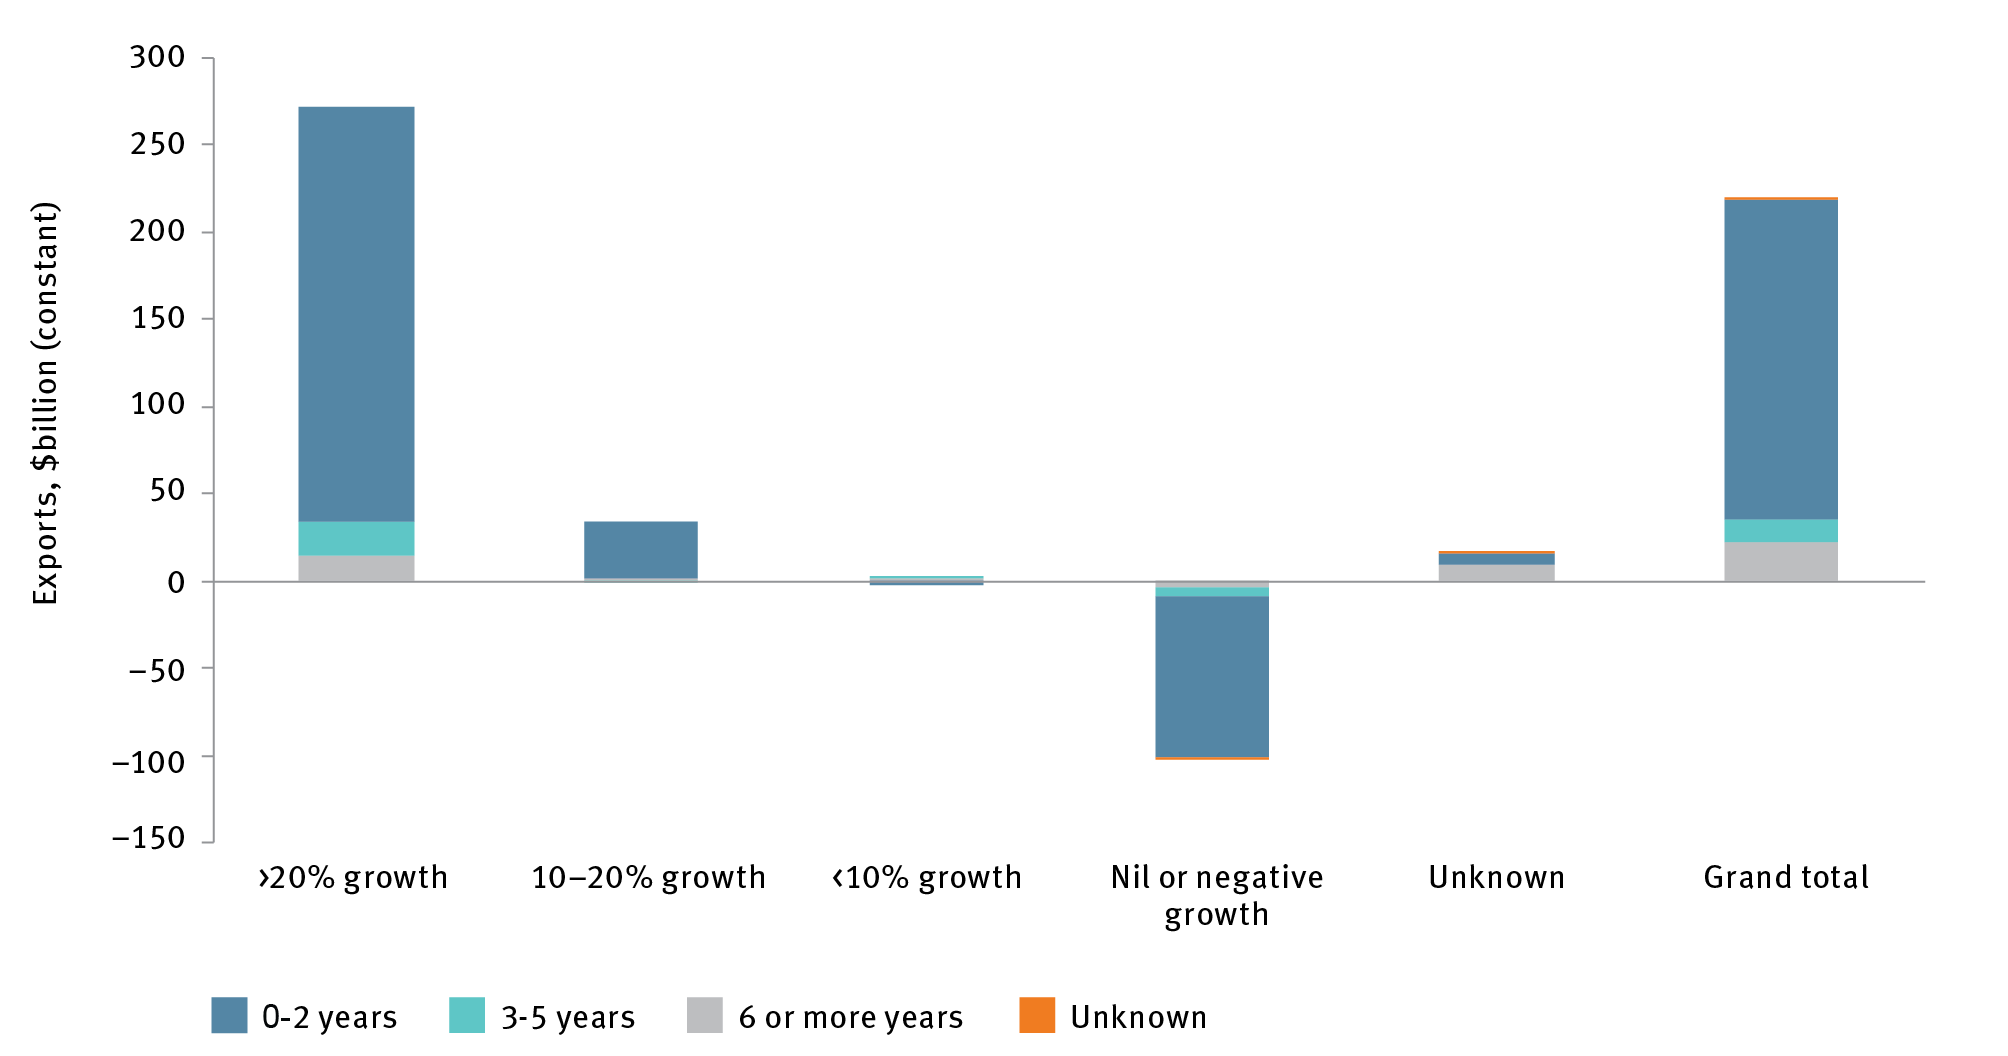 Exports, $billion (constant)
300
250
200
150
100
50
0
–50
–100
–150
>20% growth
10–20% growth
<10% growth
Nil or negative
growth
Unknown
Grand total
0-2 years
3-5 years
6 or more years
Unknown